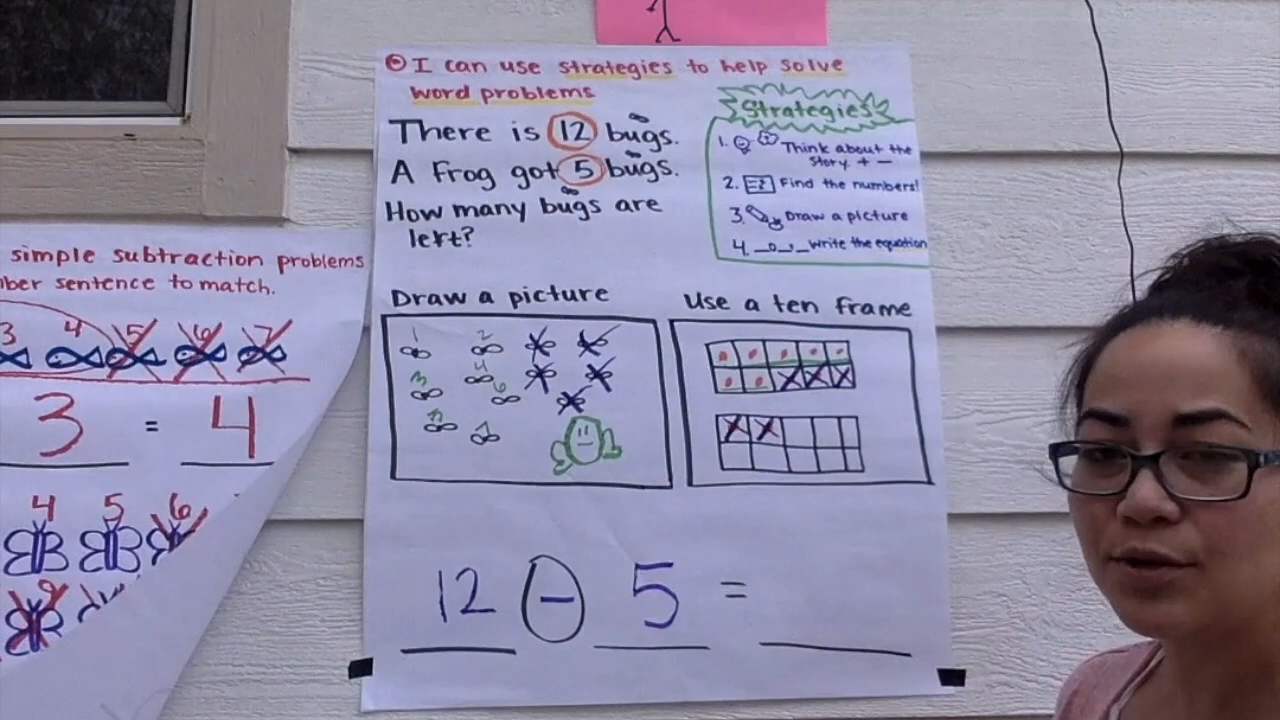 simple subtraction problems
ber sentence to match.
3 4 5 6 7
3 = 4
4 5 6
9
I can use strategies to help solve
word problems
There is 12 bugs.
A Frog got 5 bugs.
How many bugs are
left?
Strategies
1. Think about the
story + -
2. Find the numbers!
3. Draw a picture
4. _o_=_ Write the equation
Draw a picture
1 2
3 4
6
Use a ten frame
12 - 5 =